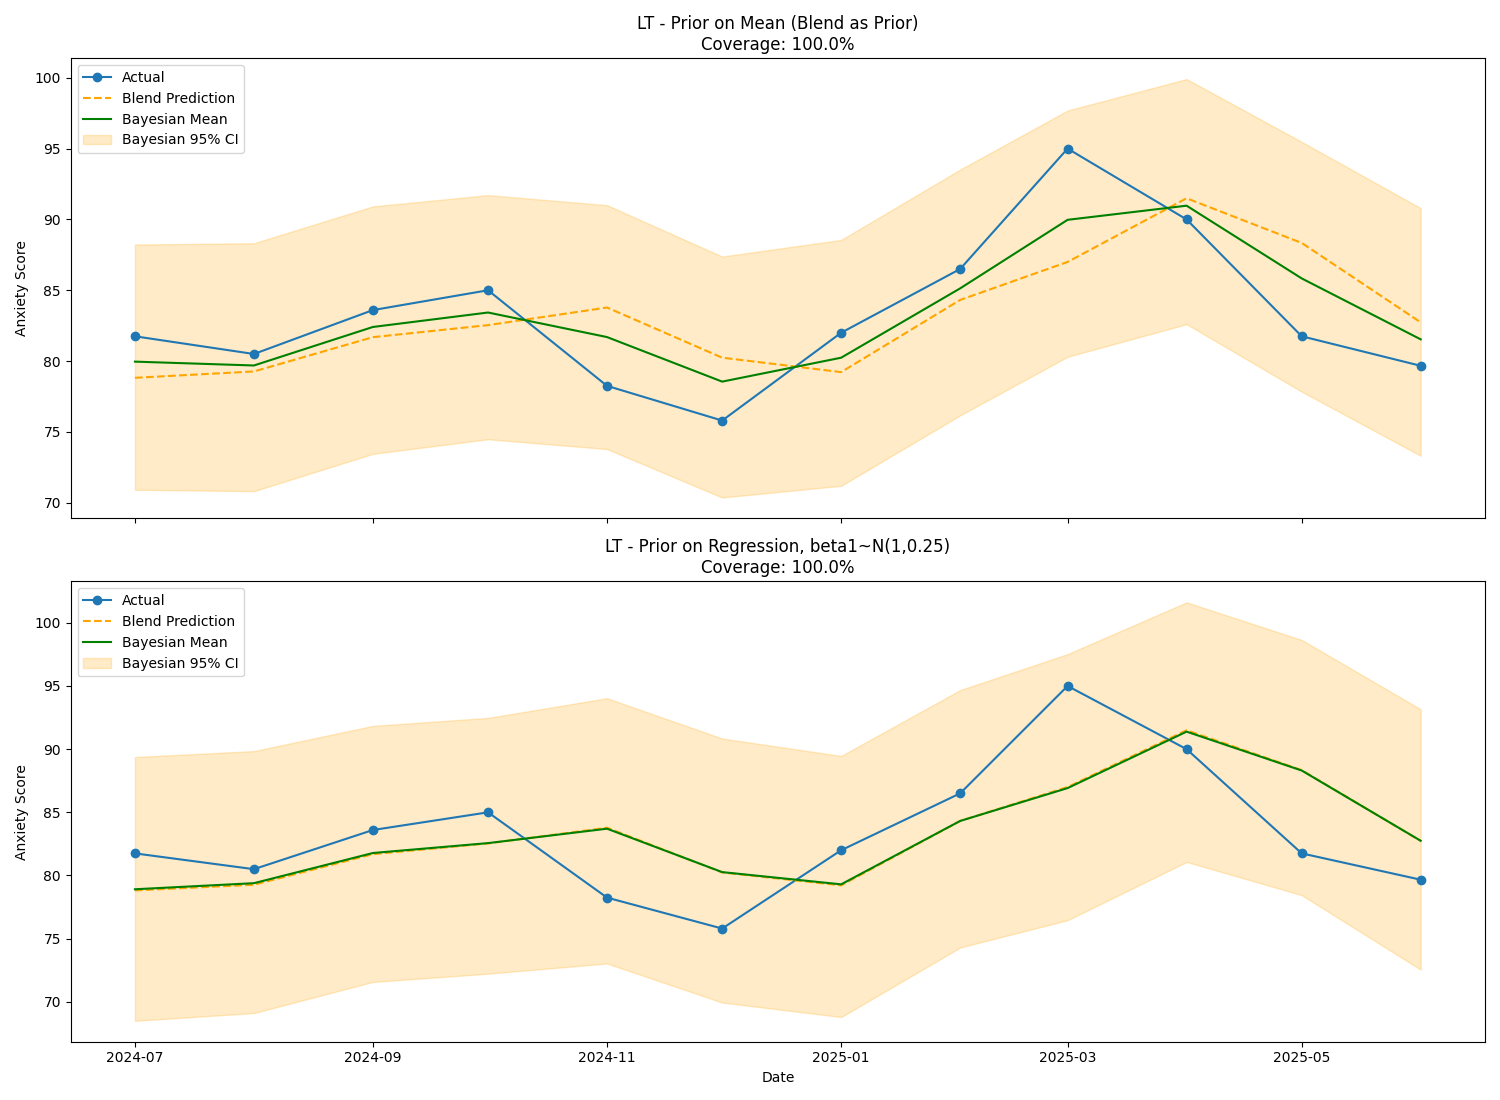 LT - Prior on Mean (Blend as Prior)
Coverage: 100.0%
Actual
Blend Prediction
Bayesian Mean
Bayesian 95% CI
Anxiety Score
100
95
90
85
80
75
70
LT - Prior on Regression, beta1~N(1,0.25)
Coverage: 100.0%
Actual
Blend Prediction
Bayesian Mean
Bayesian 95% CI
Anxiety Score
100
95
90
85
80
75
70
2024-07 2024-09 2024-11 2025-01 2025-03 2025-05
Date